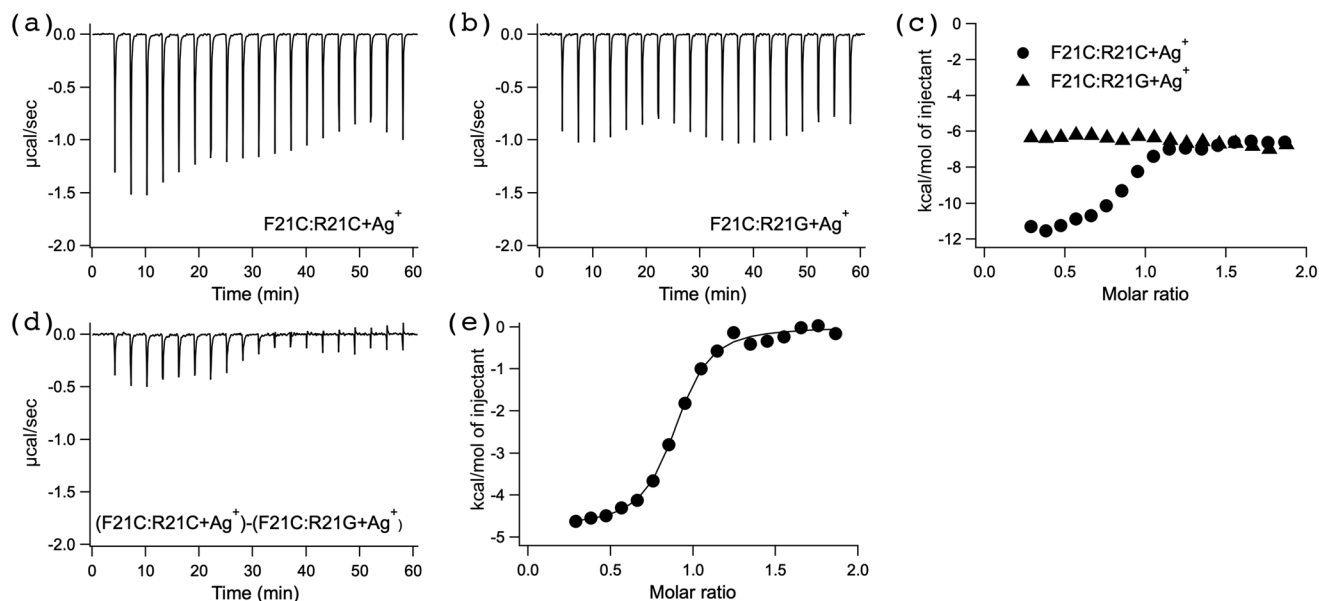 (a)
0.0
-0.5
-1.0
-1.5
-2.0
µcal/sec
F21C:R21C+Ag+
0 10 20 30 40 50 60
Time (min)
(b)
0.0
-0.5
-1.0
-1.5
-2.0
µcal/sec
F21C:R21G+Ag+
0 10 20 30 40 50 60
Time (min)
(c)
0
-2
-4
-6
-8
-10
-12
kcal/mol of injectant
F21C:R21C+Ag+
F21C:R21G+Ag+
0.0 0.5 1.0 1.5 2.0
Molar ratio
(d)
0.0
-0.5
-1.0
-1.5
-2.0
µcal/sec
(F21C:R21C+Ag+)-(F21C:R21G+Ag+)
0 10 20 30 40 50 60
Time (min)
(e)
0
-1
-2
-3
-4
-5
kcal/mol of injectant
0.0 0.5 1.0 1.5 2.0
Molar ratio